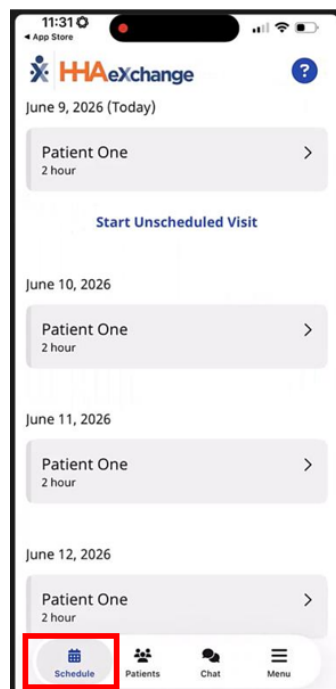 11:31
App Store
HHAeXchange
?
June 9, 2026 (Today)
Patient One
2 hour
Start Unscheduled Visit
June 10, 2026
Patient One
2 hour
June 11, 2026
Patient One
2 hour
June 12, 2026
Patient One
2 hour
Schedule Patients Chat Menu